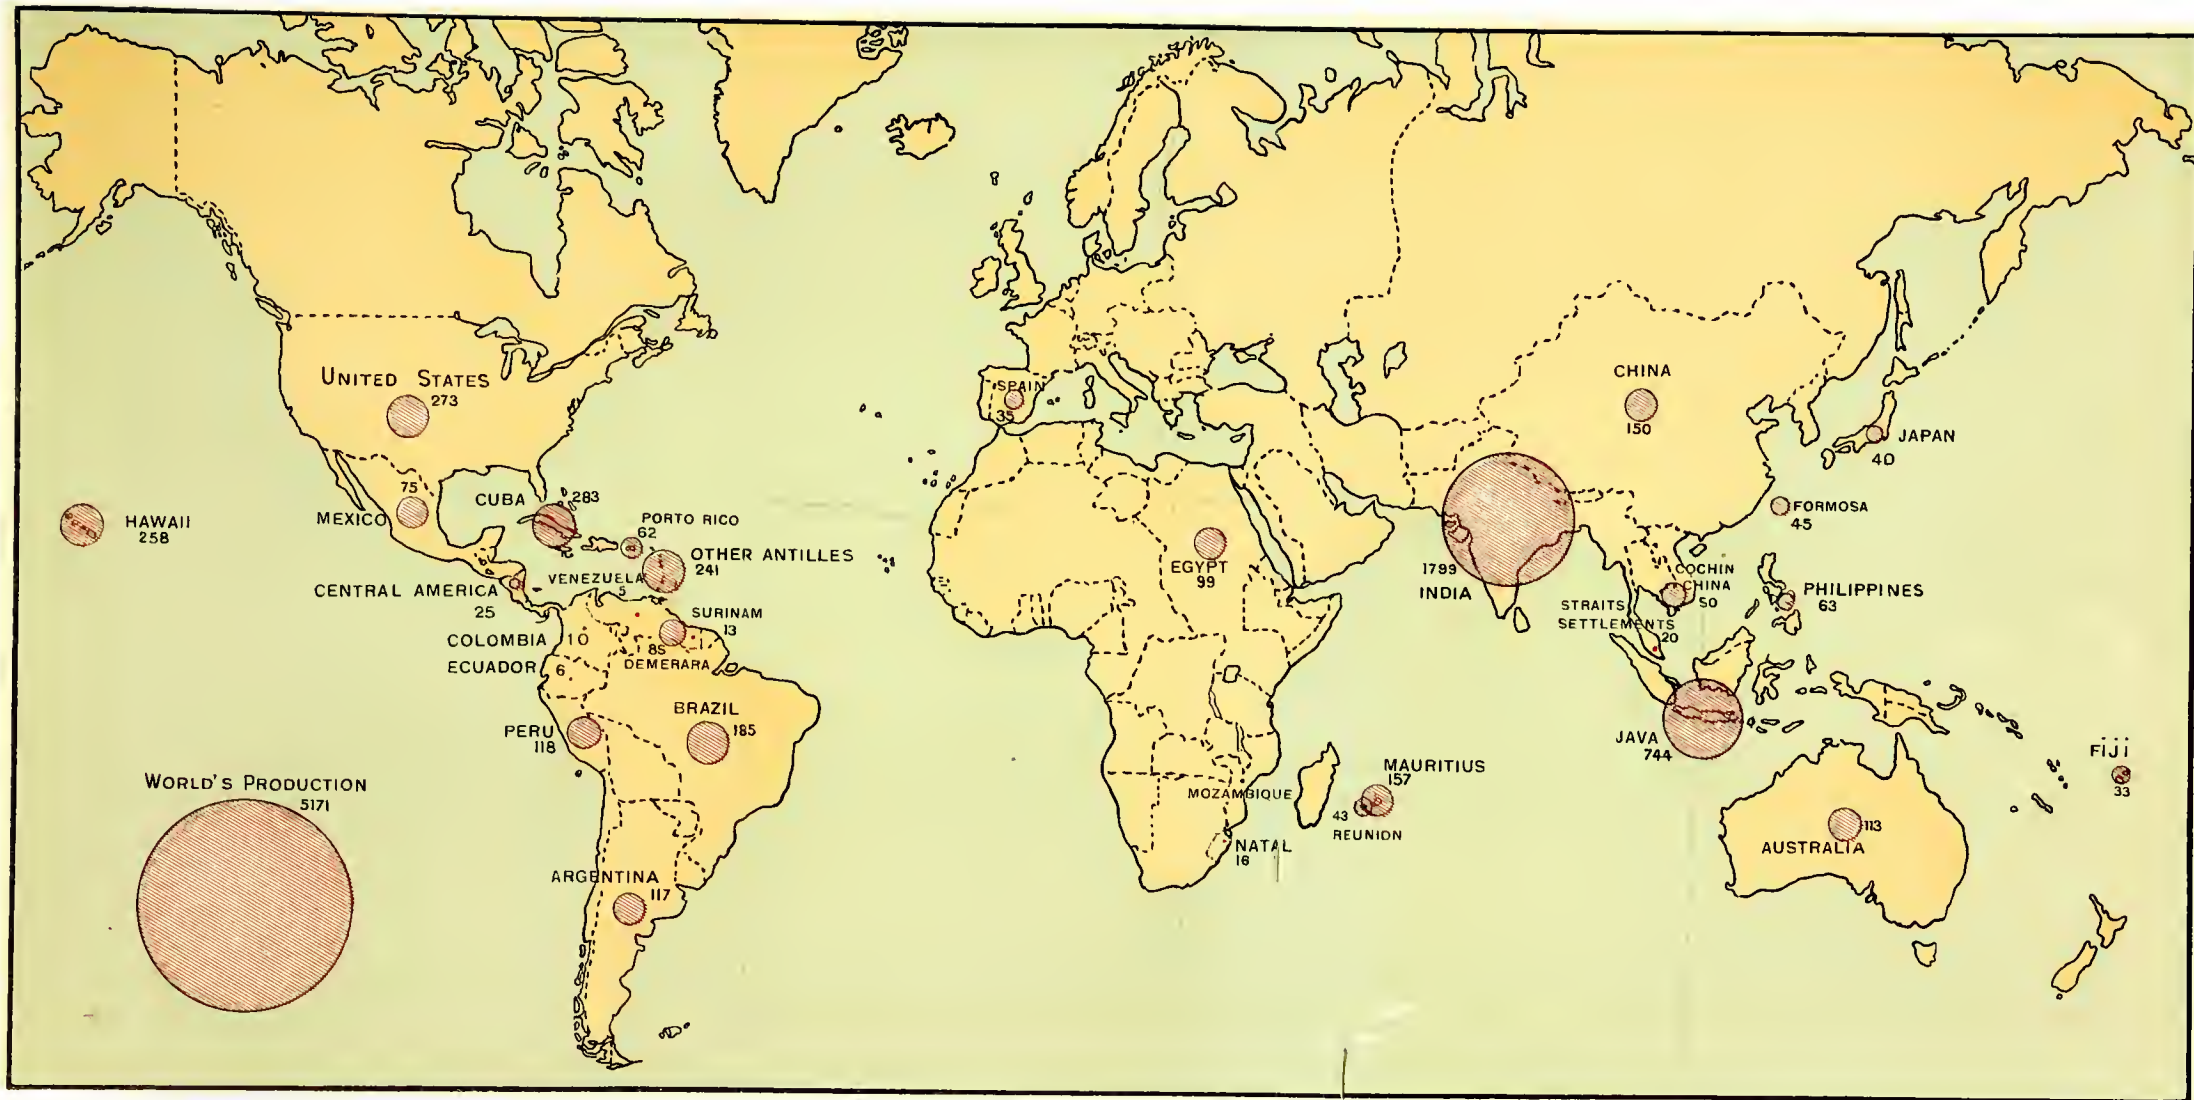 UNITED STATES
273
HAWAII
258
MEXICO
75
CUBA
283
PORTO RICO
62
OTHER ANTILLES
241
CENTRAL AMERICA
25
VENEZUELA
5
SURINAM
13
COLOMBIA 10
85
DEMERARA
ECUADOR 6
PERU
118
BRAZIL
185
ARGENTINA
117
WORLD'S PRODUCTION
5171
SPAIN
35
EGYPT
99
MOZAMBIQUE
MAURITIUS
157
43
REUNION
NATAL
16
CHINA
150
JAPAN
40
FORMOSA
45
1799
INDIA
COCHIN
CHINA
50
PHILIPPINES
63
STRAITS
SETTLEMENTS
20
JAVA
744
AUSTRALIA
113
FIJI
33